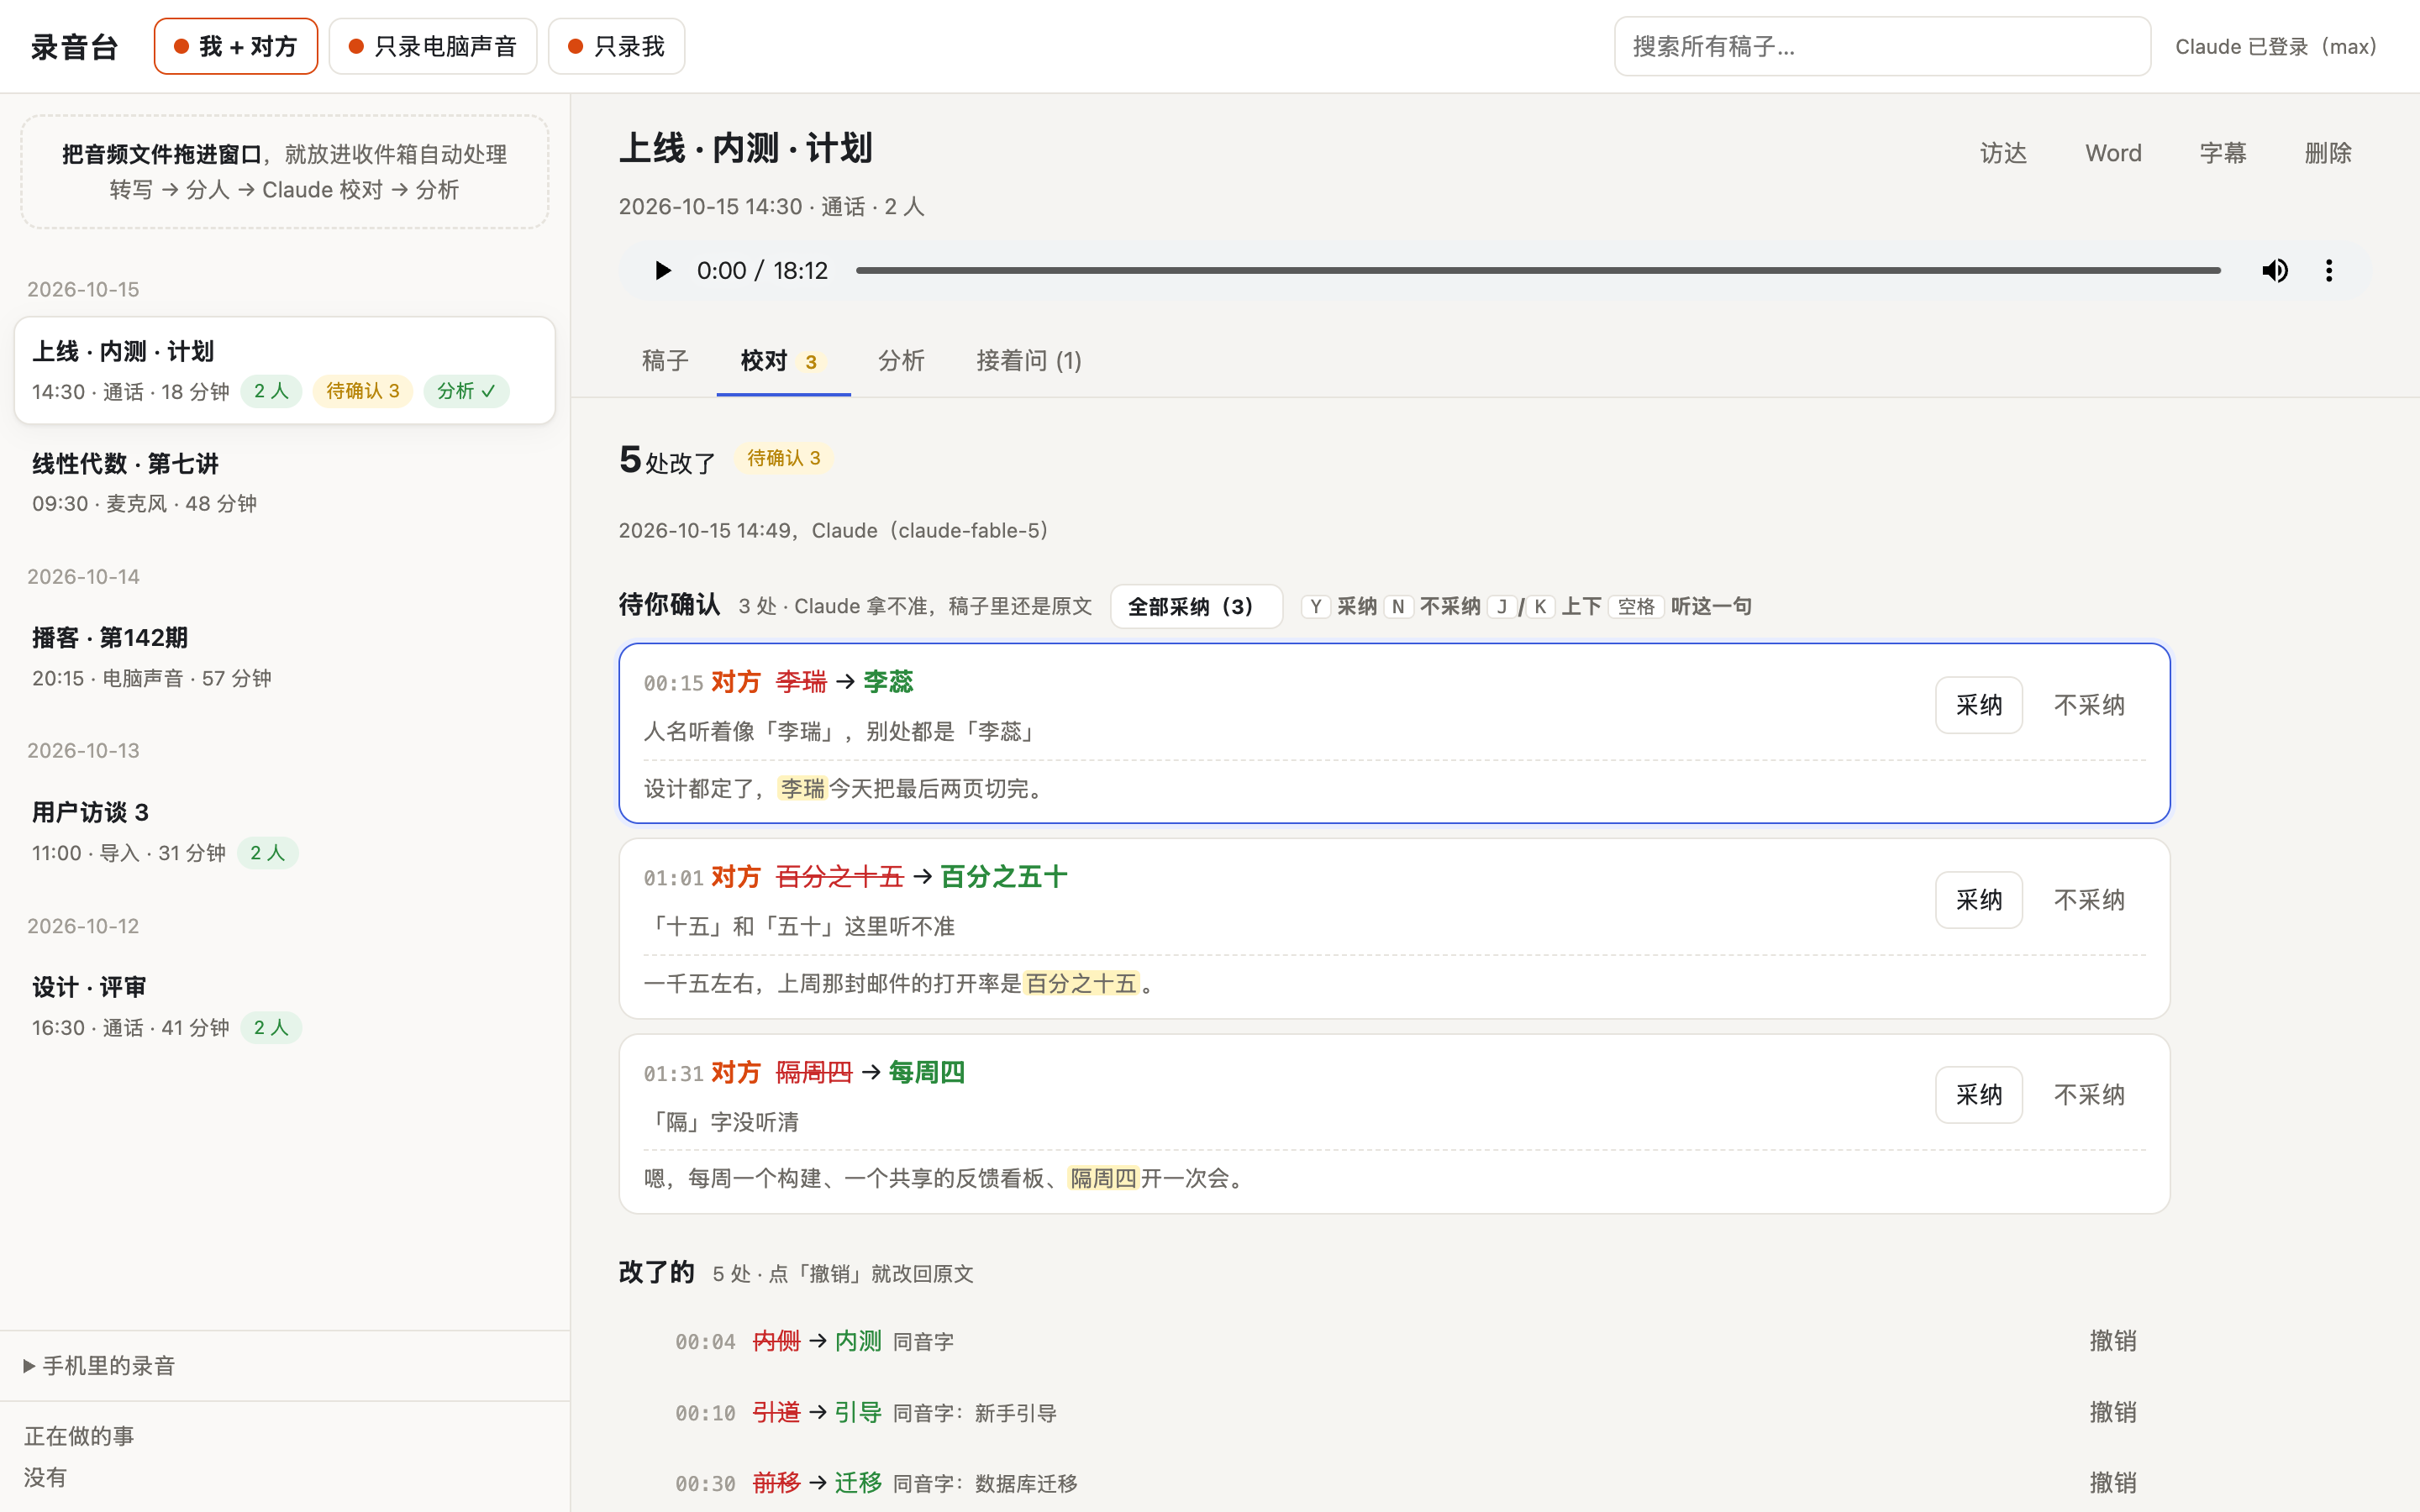 录音台
我 + 对方
只录电脑声音
只录我
搜索所有稿子...
Claude 已登录（max）
把音频文件拖进窗口，就放进收件箱自动处理
转写 → 分人 → Claude 校对 → 分析
2026-10-15
上线 · 内测 · 计划
14:30 · 通话 · 18 分钟 2 人 待确认 3 分析 ✓
线性代数 · 第七讲
09:30 · 麦克风 · 48 分钟
2026-10-14
播客 · 第142期
20:15 · 电脑声音 · 57 分钟
2026-10-13
用户访谈 3
11:00 · 导入 · 31 分钟 2 人
2026-10-12
设计 · 评审
16:30 · 通话 · 41 分钟 2 人
▶ 手机里的录音
正在做的事
没有
上线 · 内测 · 计划
访达 Word 字幕 删除
2026-10-15 14:30 · 通话 · 2 人
0:00 / 18:12
稿子 校对 3 分析 接着问 (1)
5 处改了 待确认 3
2026-10-15 14:49，Claude（claude-fable-5）
待你确认 3 处 · Claude 拿不准，稿子里还是原文 全部采纳（3） Y 采纳 N 不采纳 J / K 上下 空格 听这一句
00:15 对方 李瑞 → 李蕊 采纳 不采纳
人名听着像「李瑞」，别处都是「李蕊」
设计都定了，李瑞今天把最后两页切完。
01:01 对方 百分之十五 → 百分之五十 采纳 不采纳
「十五」和「五十」这里听不准
一千五左右，上周那封邮件的打开率是百分之十五。
01:31 对方 隔周四 → 每周四 采纳 不采纳
「隔」字没听清
嗯，每周一个构建、一个共享的反馈看板、隔周四开一次会。
改了的 5 处 · 点「撤销」就改回原文
00:04 内侧 → 内测 同音字 撤销
00:10 引道 → 引导 同音字：新手引导 撤销
00:30 前移 → 迁移 同音字：数据库迁移 撤销